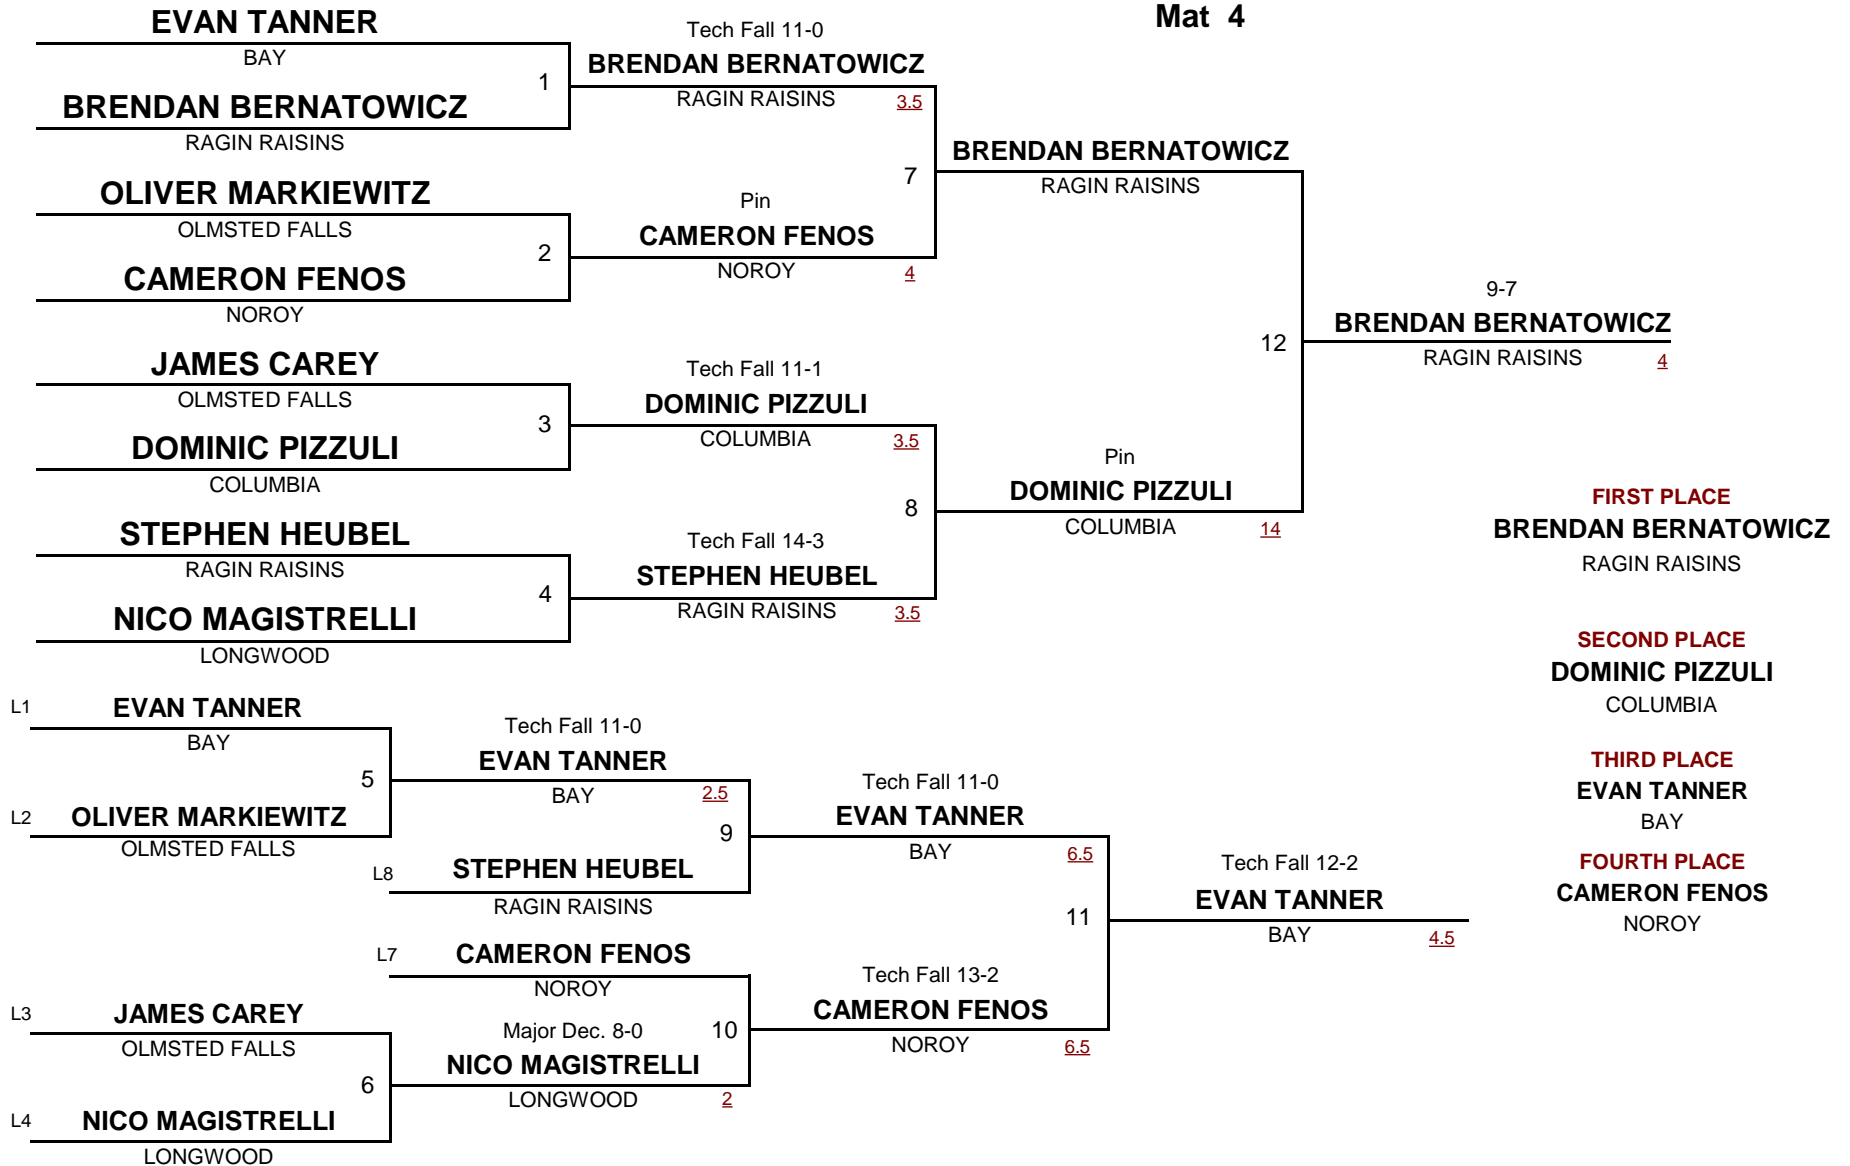 Mat 4
EVAN TANNER
BAY
1
BRENDAN BERNATOWICZ
RAGIN RAISINS
Tech Fall 11-0
BRENDAN BERNATOWICZ
RAGIN RAISINS 3.5
OLIVER MARKIEWITZ
OLMSTED FALLS
2
CAMERON FENOS
NOROY
Pin
CAMERON FENOS
NOROY 4
7
BRENDAN BERNATOWICZ
RAGIN RAISINS
JAMES CAREY
OLMSTED FALLS
3
DOMINIC PIZZULI
COLUMBIA
Tech Fall 11-1
DOMINIC PIZZULI
COLUMBIA 3.5
STEPHEN HEUBEL
RAGIN RAISINS
4
NICO MAGISTRELLI
LONGWOOD
Tech Fall 14-3
STEPHEN HEUBEL
RAGIN RAISINS 3.5
8
Pin
DOMINIC PIZZULI
COLUMBIA 14
12
9-7
BRENDAN BERNATOWICZ
RAGIN RAISINS 4
FIRST PLACE
BRENDAN BERNATOWICZ
RAGIN RAISINS
SECOND PLACE
DOMINIC PIZZULI
COLUMBIA
THIRD PLACE
EVAN TANNER
BAY
FOURTH PLACE
CAMERON FENOS
NOROY
L1 EVAN TANNER
BAY
5
L2 OLIVER MARKIEWITZ
OLMSTED FALLS
Tech Fall 11-0
EVAN TANNER
BAY 2.5
9
L8 STEPHEN HEUBEL
RAGIN RAISINS
Tech Fall 11-0
EVAN TANNER
BAY 6.5
L7 CAMERON FENOS
NOROY
10
L3 JAMES CAREY
OLMSTED FALLS
6
L4 NICO MAGISTRELLI
LONGWOOD
Major Dec. 8-0
NICO MAGISTRELLI
LONGWOOD 2
Tech Fall 13-2
CAMERON FENOS
NOROY 6.5
11
Tech Fall 12-2
EVAN TANNER
BAY 4.5